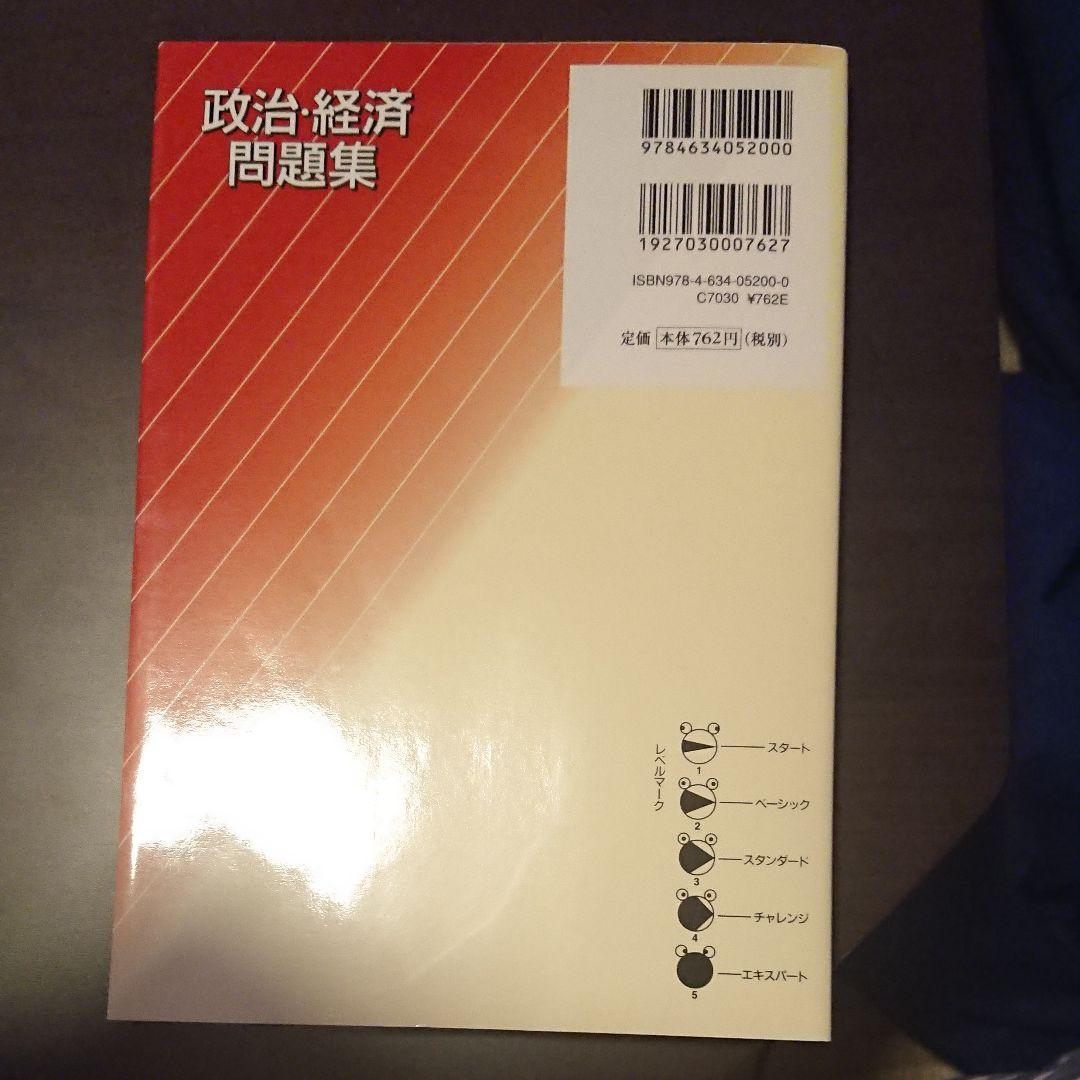 政治・経済
問題集
9784634052000
1927030007627
ISBN978-4-634-05200-0
C7030 ¥762E
定価 本体762円(税別)
レベルマーク
1
スタート
2
ベーシック
3
スタンダード
4
チャレンジ
5
エキスパート